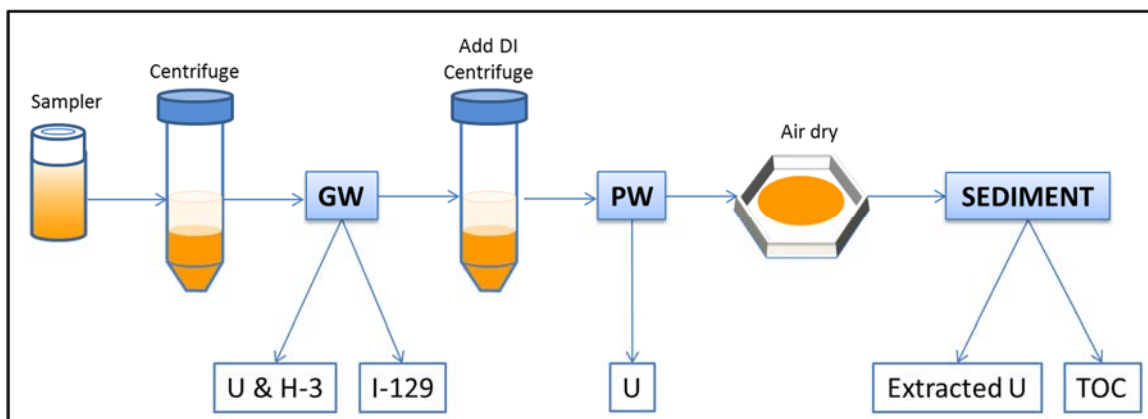 Sampler
Centrifuge
GW
Add DI
Centrifuge
PW
Air dry
SEDIMENT
U & H-3
I-129
U
Extracted U
TOC